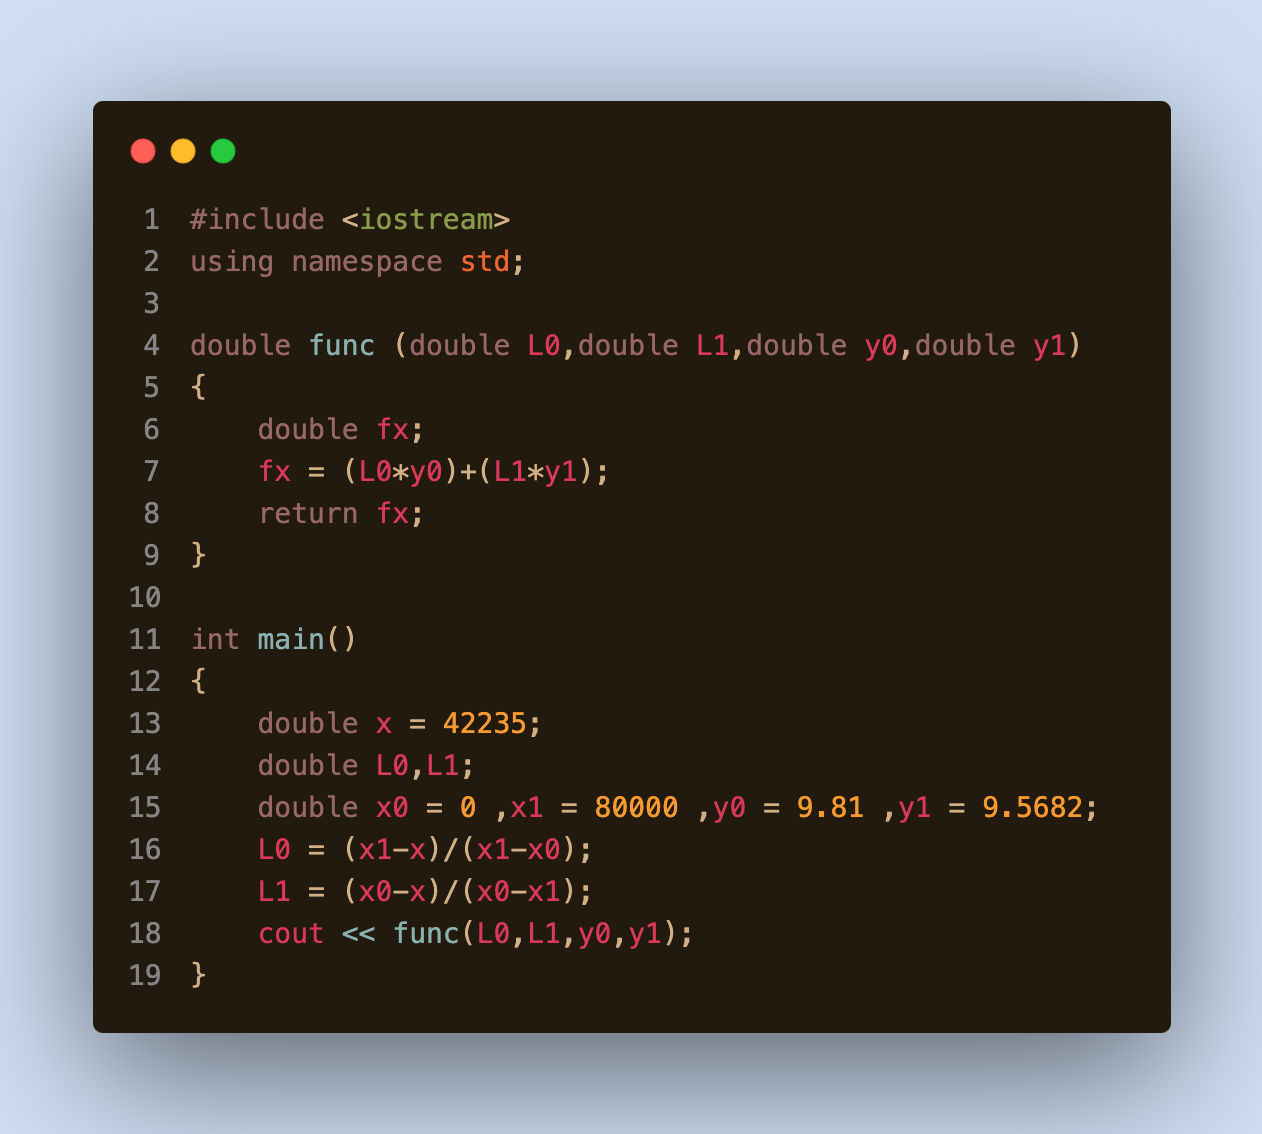 1 #include <iostream>
2 using namespace std;
3
4 double func (double L0,double L1,double y0,double y1)
5 {
6     double fx;
7     fx = (L0*y0)+(L1*y1);
8     return fx;
9 }
10
11 int main()
12 {
13     double x = 42235;
14     double L0,L1;
15     double x0 = 0 ,x1 = 80000 ,y0 = 9.81 ,y1 = 9.5682;
16     L0 = (x1-x)/(x1-x0);
17     L1 = (x0-x)/(x0-x1);
18     cout << func(L0,L1,y0,y1);
19 }